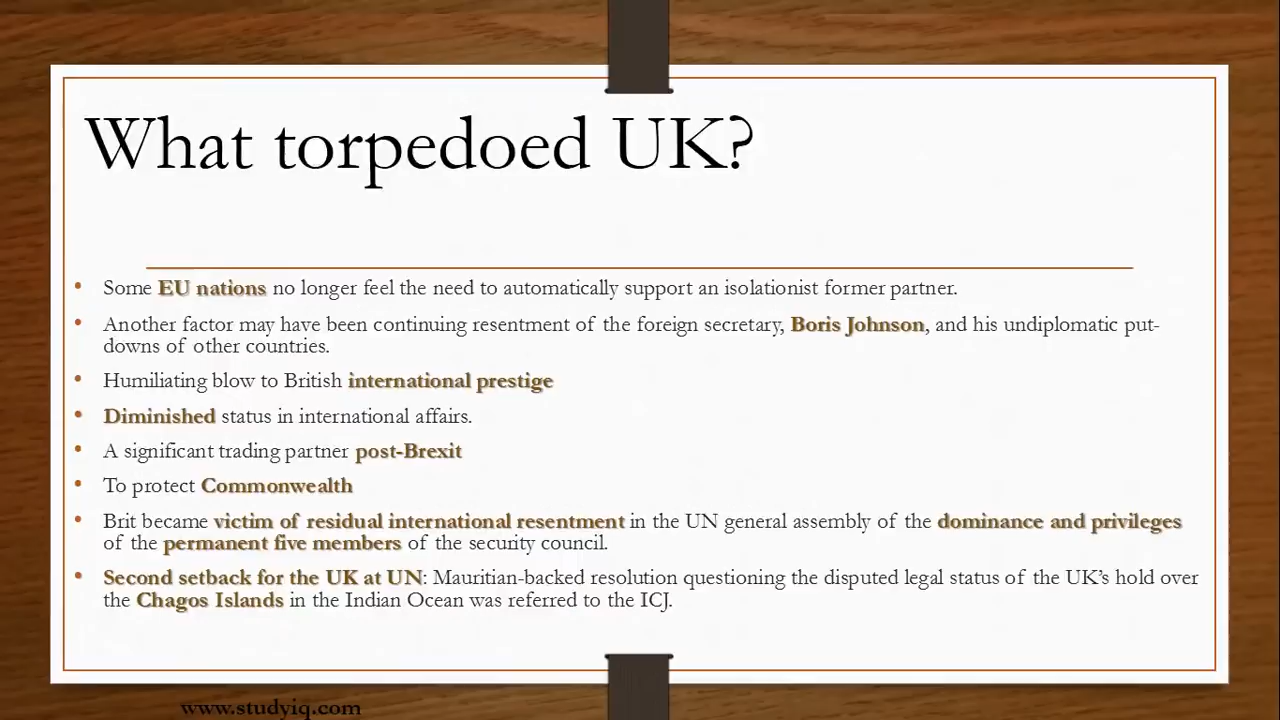 What torpedoed UK?
• Some EU nations no longer feel the need to automatically support an isolationist former partner.
• Another factor may have been continuing resentment of the foreign secretary, Boris Johnson, and his undiplomatic put-
downs of other countries.
• Humiliating blow to British international prestige
• Diminished status in international affairs.
• A significant trading partner post-Brexit
• To protect Commonwealth
• Brit became victim of residual international resentment in the UN general assembly of the dominance and privileges
of the permanent five members of the security council.
• Second setback for the UK at UN: Mauritian-backed resolution questioning the disputed legal status of the UK’s hold over
the Chagos Islands in the Indian Ocean was referred to the ICJ.
www.studyiq.com